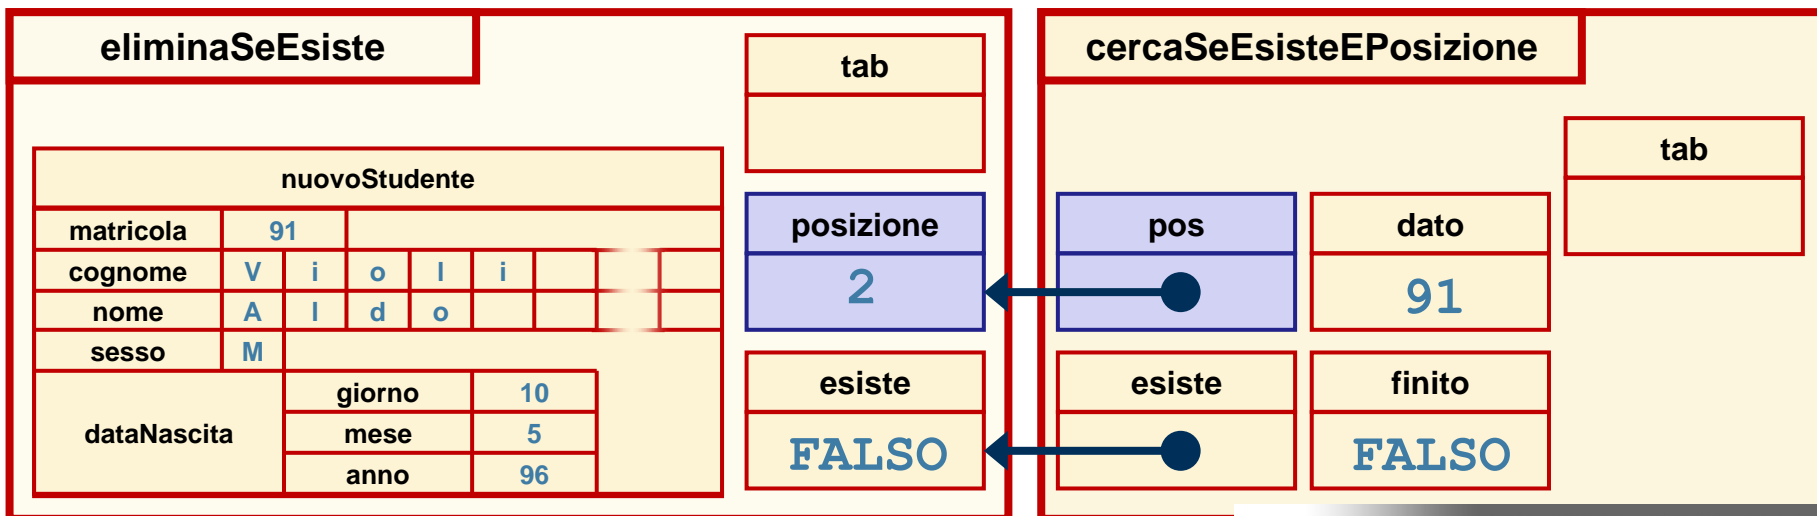 eliminaSeEsiste
tab
nuovoStudente
matricola 91
cognome V i o l i
nome A l d o
sesso M
dataNascita
giorno 10
mese 5
anno 96
posizione
2
esiste
FALSO
cercaSeEsisteEPosizione
tab
pos
dato
91
esiste
finito
FALSO